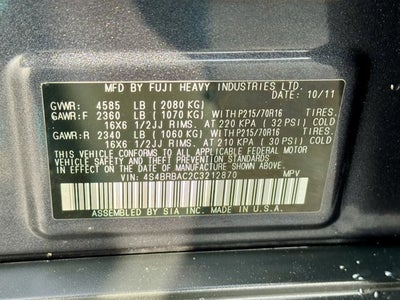 MFD BY FUJI HEAVY INDUSTRIES LTD.
DATE: 10/11
GVWR: 4585 LB ( 2080 KG)
GAWR:F 2360 LB ( 1070 KG) WITH P215/70R16 TIRES.
16X6 1/2JJ RIMS. AT 220 KPA ( 32 PSI) COLD
GAWR:R 2340 LB ( 1060 KG) WITH P215/70R16 TIRES.
16X6 1/2JJ RIMS. AT 210 KPA ( 30 PSI) COLD
THIS VEHICLE CONFORMS TO ALL APPLICABLE FEDERAL MOTOR
VEHICLE SAFETY AND THEFT PREVENTION STANDARDS IN
EFFECT ON THE DATE OF MANUFACTURE SHOWN ABOVE.
VIN: 4S4BRBAC2C3212870 MPV
ASSEMBLED BY SIA INC. MADE IN U.S.A.